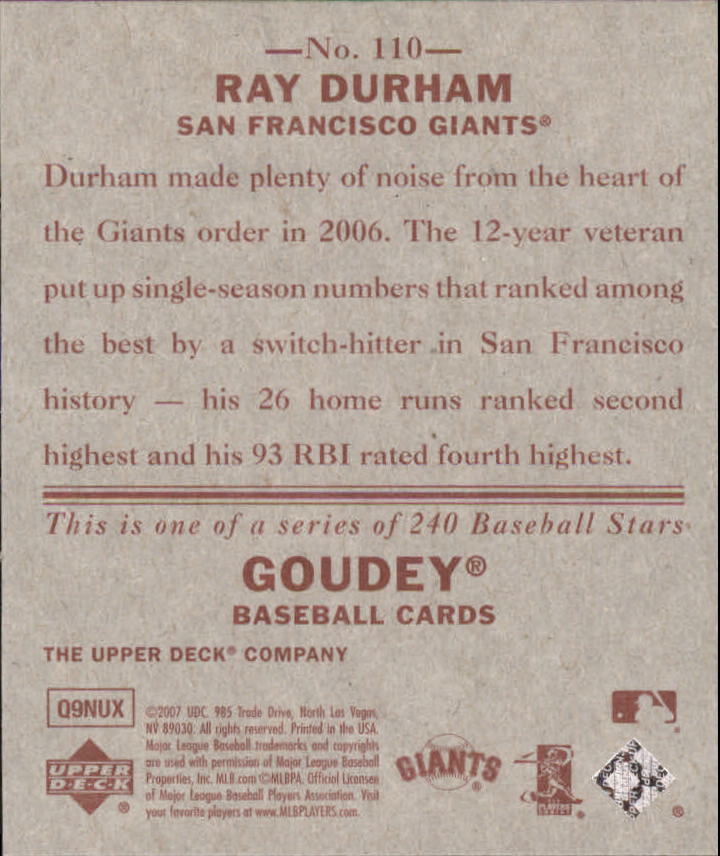 —No. 110—
RAY DURHAM
SAN FRANCISCO GIANTS®
Durham made plenty of noise from the heart of
the Giants order in 2006. The 12-year veteran
put up single-season numbers that ranked among
the best by a switch-hitter in San Francisco
history — his 26 home runs ranked second
highest and his 93 RBI rated fourth highest.
This is one of a series of 240 Baseball Stars
GOUDEY®
BASEBALL CARDS
THE UPPER DECK® COMPANY
Q9NUX
©2007 UDC. 985 Trade Drive, North Las Vegas,
NV 89030. All rights reserved. Printed in the USA.
Major League Baseball trademarks and copyrights
are used with permission of Major League Baseball
Properties, Inc. MLB.com ©MLBPA. Official Licensee
of Major League Baseball Players Association. Visit
your favorite players at www.MLBPLAYERS.com.
UPPER
D·E·C·K
®
GIANTS
®